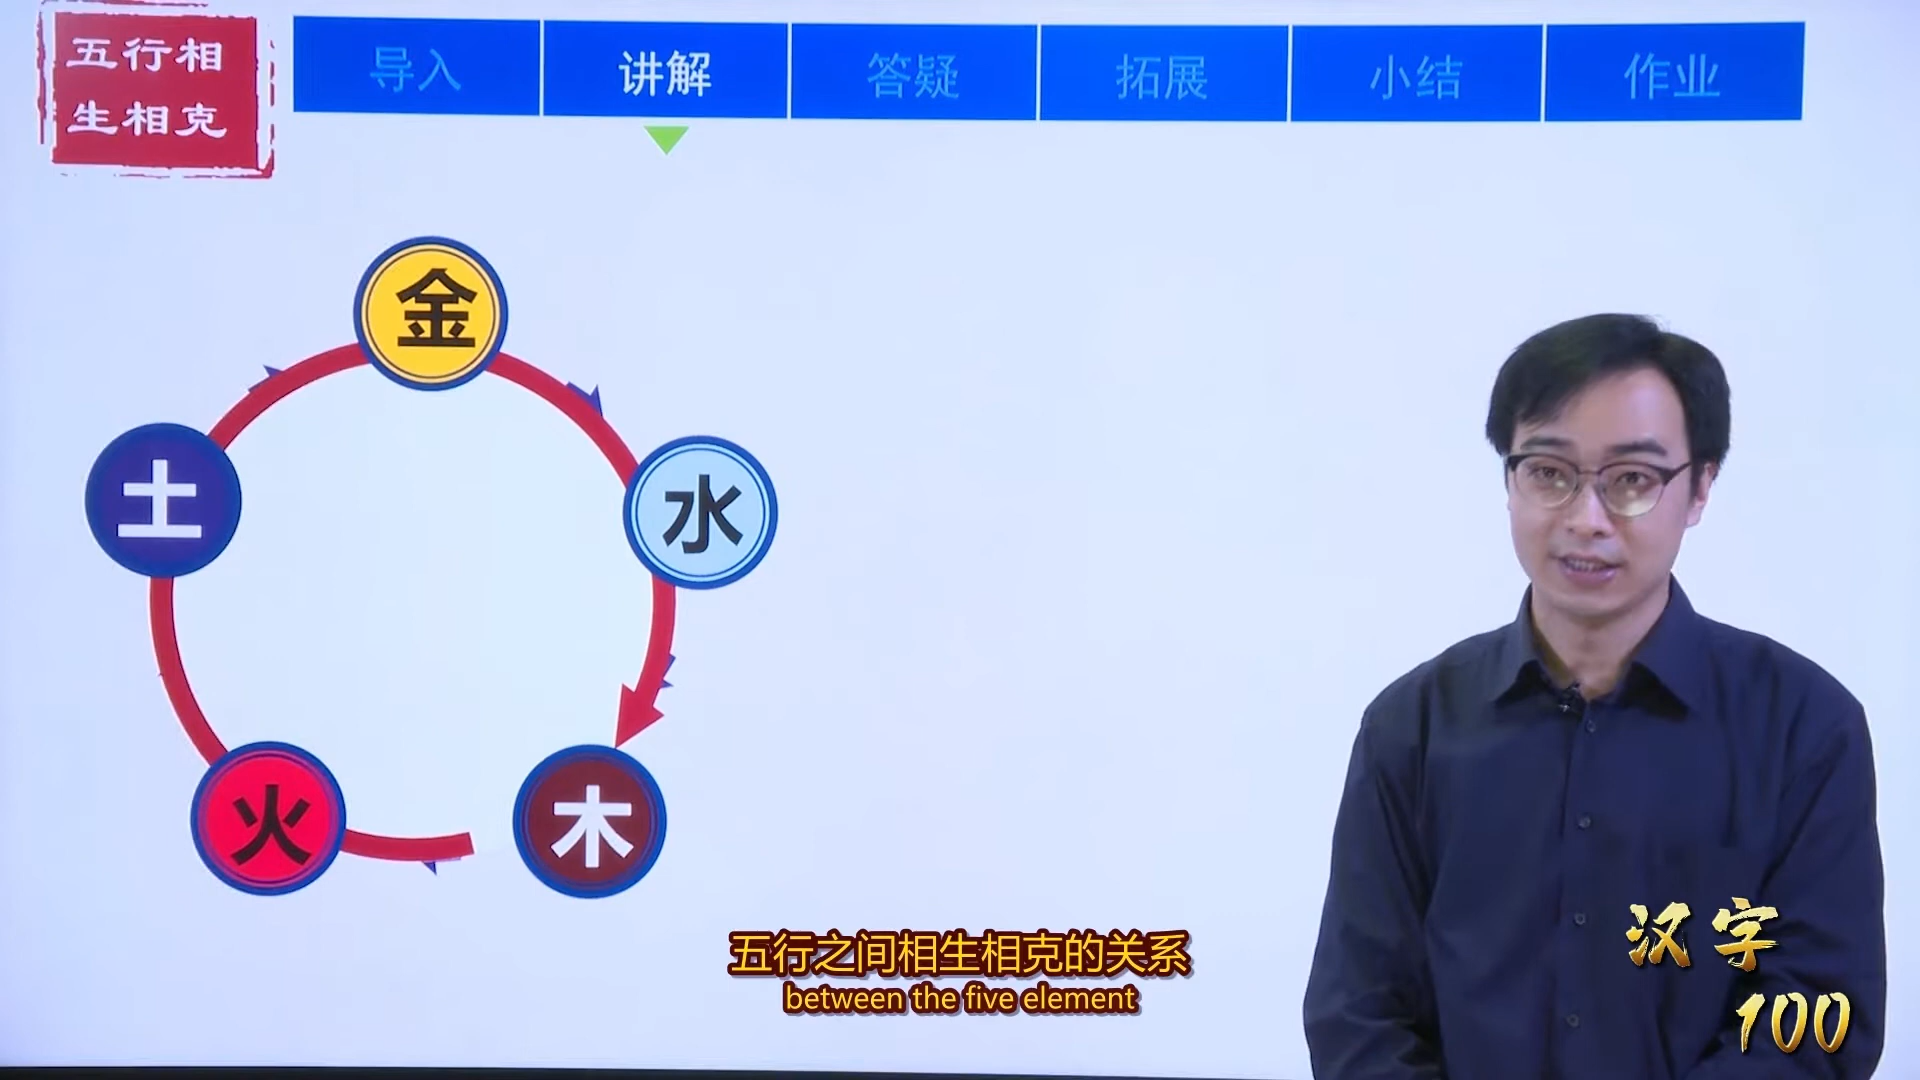 五行相
生相克
导入
讲解
答疑
拓展
小结
作业
金
土
水
火
木
五行之间相生相克的关系
between the five element
汉字
100